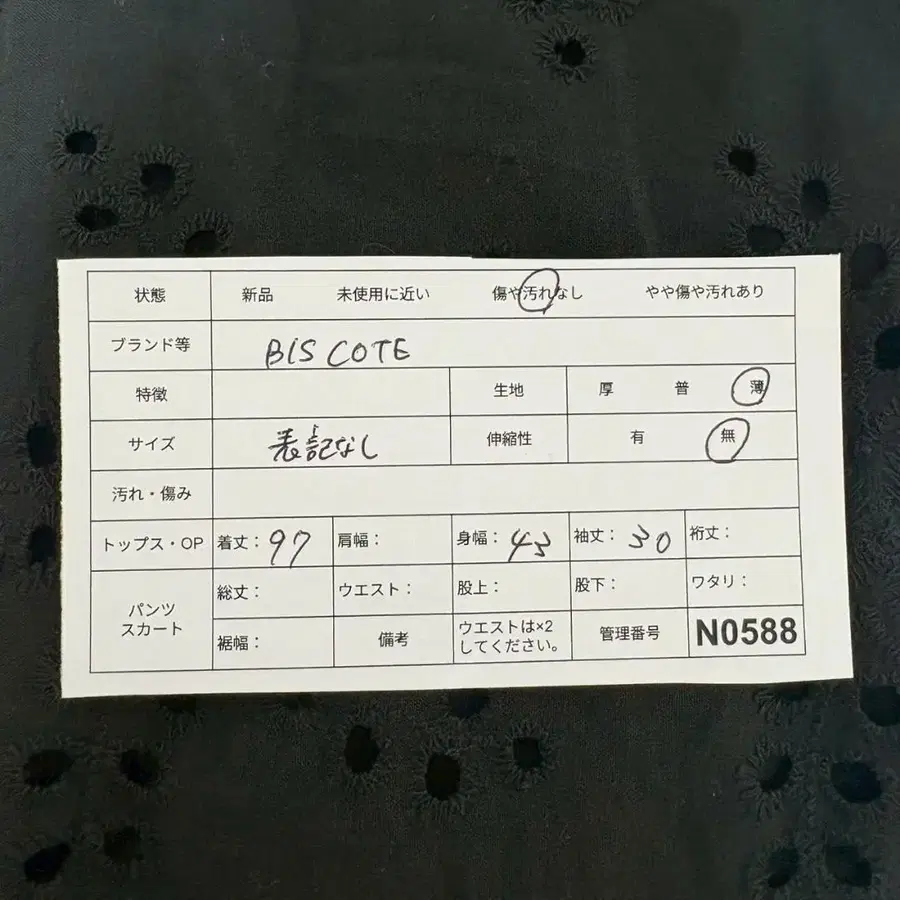 状態 新品 未使用に近い 傷や汚れなし やや傷や汚れあり
ブランド等 BIS COTE
特徴 生地 厚 普 薄
サイズ 表記なし 伸縮性 有 無
汚れ・傷み
トップス・OP 着丈：97 肩幅： 身幅：43 袖丈：30 裄丈：
パンツ
スカート
総丈： ウエスト： 股上： 股下： ワタリ：
裾幅： 備考 ウエストは×2
してください。
管理番号 N0588